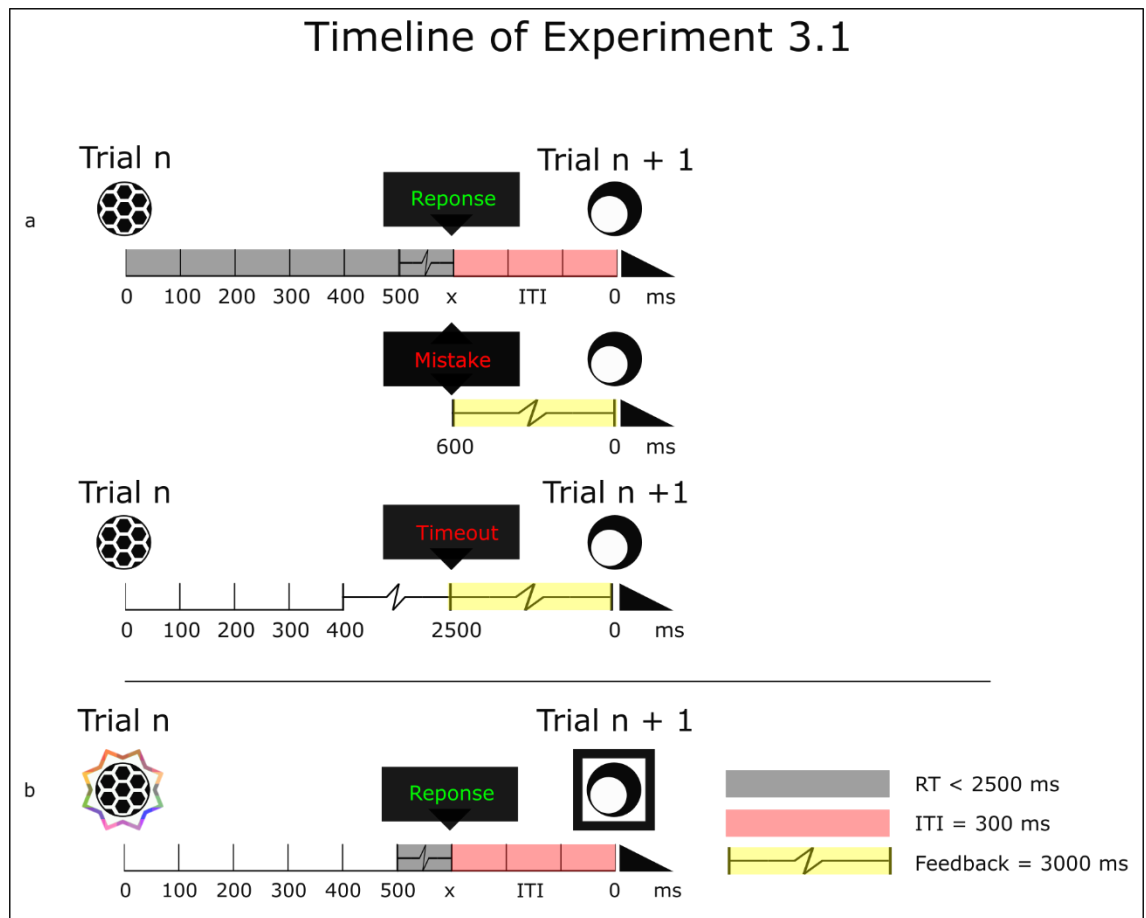 Timeline of Experiment 3.1
Trial n
Trial n + 1
Reponse
a
0 100 200 300 400 500 x ITI 0 ms
Mistake
600 0 ms
Trial n
Trial n +1
Timeout
0 100 200 300 400 2500 0 ms
Trial n
Trial n + 1
b
Reponse
0 100 200 300 400 500 x ITI 0 ms
RT < 2500 ms
ITI = 300 ms
Feedback = 3000 ms